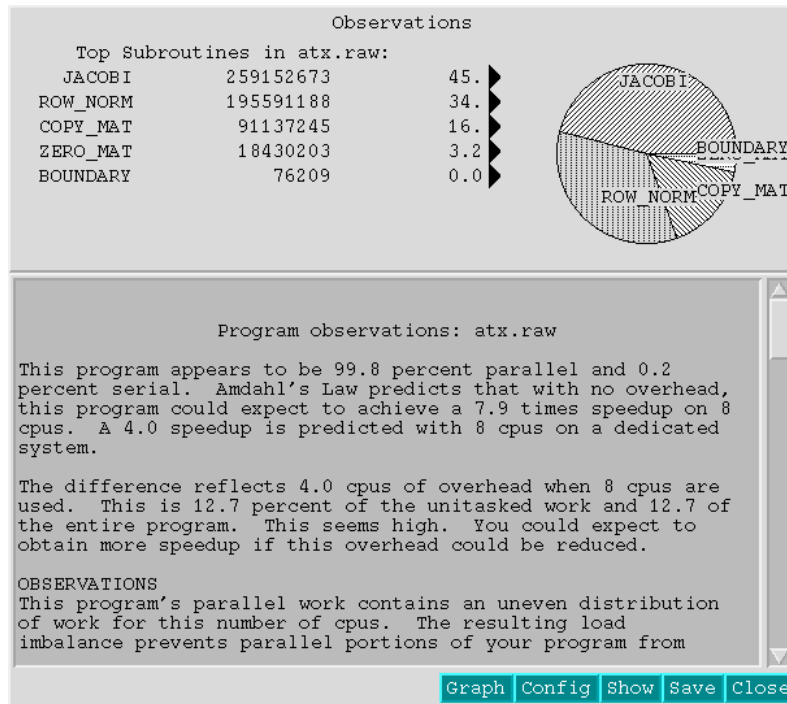 Observations
Top Subroutines in atx.raw:
JACOBI 259152673 45.
ROW_NORM 195591188 34.
COPY_MAT 91137245 16.
ZERO_MAT 18430203 3.2
BOUNDARY 76209 0.0
JACOBI
BOUNDARY
ROW_NORM
COPY_MAT
Program observations: atx.raw
This program appears to be 99.8 percent parallel and 0.2
percent serial.  Amdahl's Law predicts that with no overhead,
this program could expect to achieve a 7.9 times speedup on 8
cpus.  A 4.0 speedup is predicted with 8 cpus on a dedicated
system.
The difference reflects 4.0 cpus of overhead when 8 cpus are
used.  This is 12.7 percent of the unitasked work and 12.7 of
the entire program.  This seems high.  You could expect to
obtain more speedup if this overhead could be reduced.
OBSERVATIONS
This program's parallel work contains an uneven distribution
of work for this number of cpus.  The resulting load
imbalance prevents parallel portions of your program from
Graph Config Show Save Close